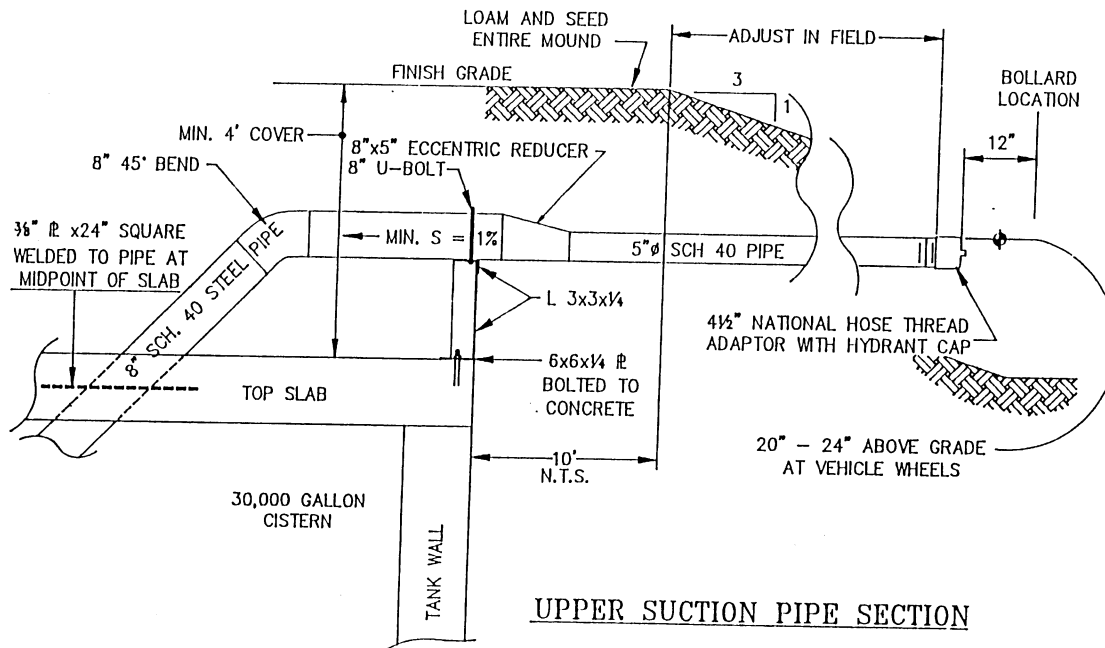 LOAM AND SEED
ENTIRE MOUND
ADJUST IN FIELD
FINISH GRADE
3
1
BOLLARD
LOCATION
MIN. 4' COVER
12"
8"x5" ECCENTRIC REDUCER
8" U-BOLT
8" 45° BEND
⅜" ℄ x24" SQUARE
WELDED TO PIPE AT
MIDPOINT OF SLAB
8" SCH. 40 STEEL PIPE
MIN. S = 1%
5"ø SCH 40 PIPE
L 3x3x¼
4½" NATIONAL HOSE THREAD
ADAPTOR WITH HYDRANT CAP
6x6x¼ ℄
BOLTED TO
CONCRETE
TOP SLAB
20" - 24" ABOVE GRADE
AT VEHICLE WHEELS
10'
N.T.S.
30,000 GALLON
CISTERN
TANK WALL
UPPER SUCTION PIPE SECTION